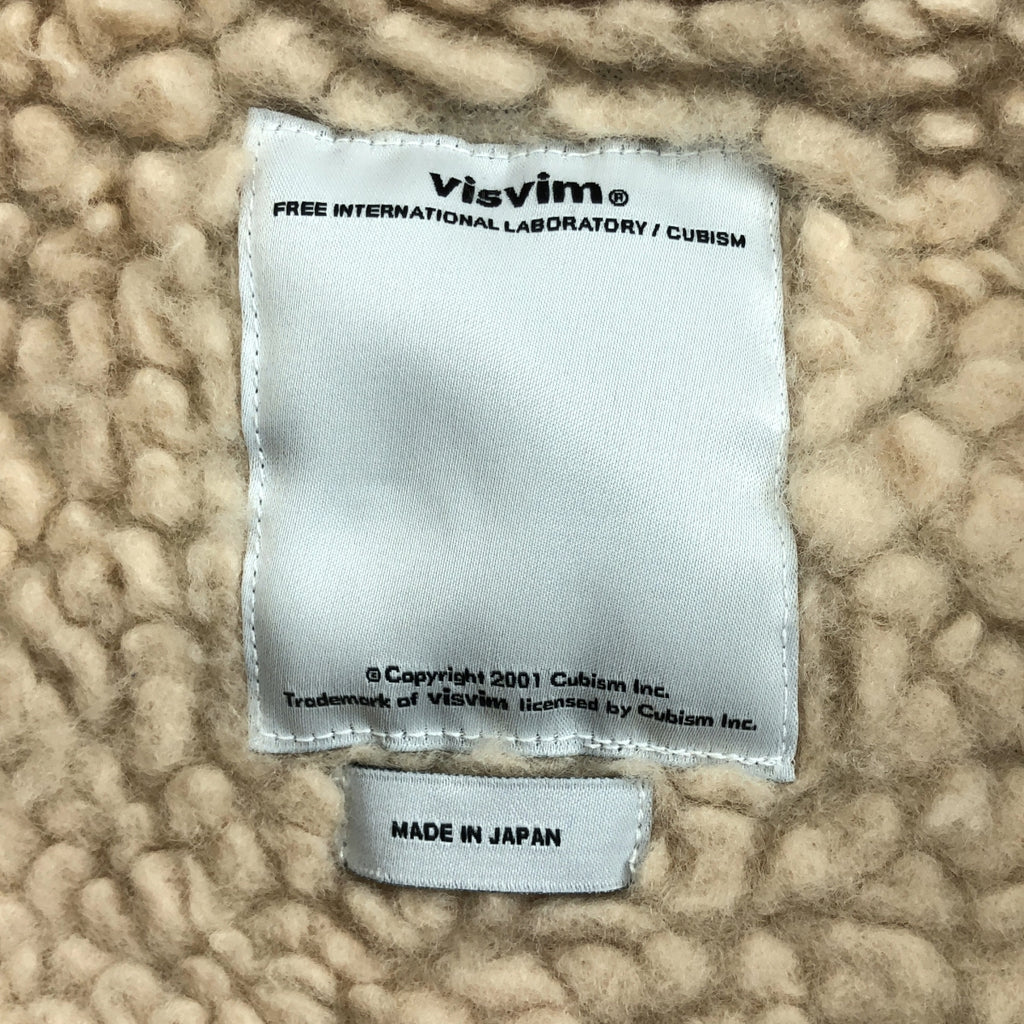 visvim®
FREE INTERNATIONAL LABORATORY / CUBISM
© Copyright 2001 Cubism Inc.
Trademark of visvim licensed by Cubism Inc.
MADE IN JAPAN